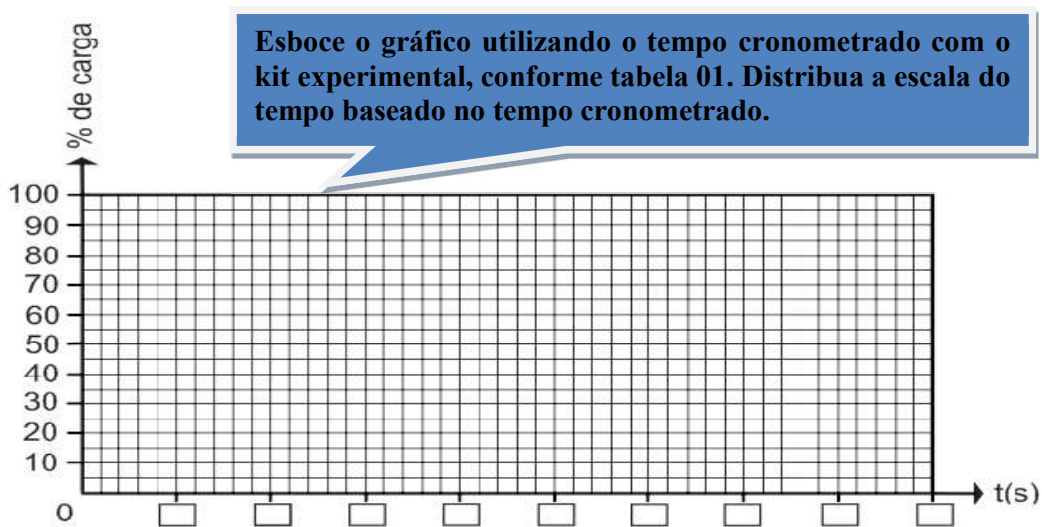 Esboce o gráfico utilizando o tempo cronometrado com o
kit experimental, conforme tabela 01. Distribua a escala do
tempo baseado no tempo cronometrado.
% de carga
100
90
80
70
60
50
40
30
20
10
O
t(s)